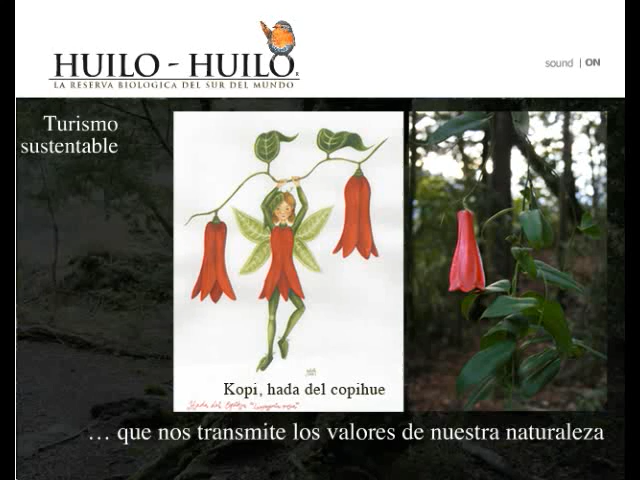 HUILO - HUILO
LA RESERVA BIOLOGICA DEL SUR DEL MUNDO
sound | ON
Turismo
sustentable
Kopi, hada del copihue
… que nos transmite los valores de nuestra naturaleza